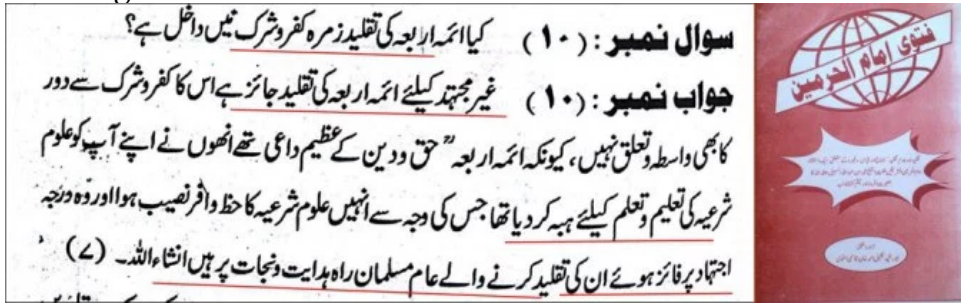 سوال نمبر : (۱۰) کیا ائمہ اربعہ کی تقلید زمرہ کفر و شرک میں داخل ہے؟
جواب نمبر : (۱۰) غیر مجتہد کیلئے ائمہ اربعہ کی تقلید جائز ہے اس کا کفر و شرک سے دور
کا بھی واسطہ و تعلق نہیں، کیونکہ ائمہ اربعہؒ حق و دین کے عظیم داعی تھے انھوں نے اپنے آپ کو علوم
شرعیہ کی تعلیم و تعلم کیلئے ہبہ کر دیا تھا جس کی وجہ سے انہیں علوم شرعیہ کا حظ وافر نصیب ہوا اور وہ درجہ
اجتہاد پر فائز ہوئے ان کی تقلید کرنے والے عام مسلمان راہ ہدایت و نجات پر ہیں انشاء اللہ۔ (۷)
فتوی امام الحرمین